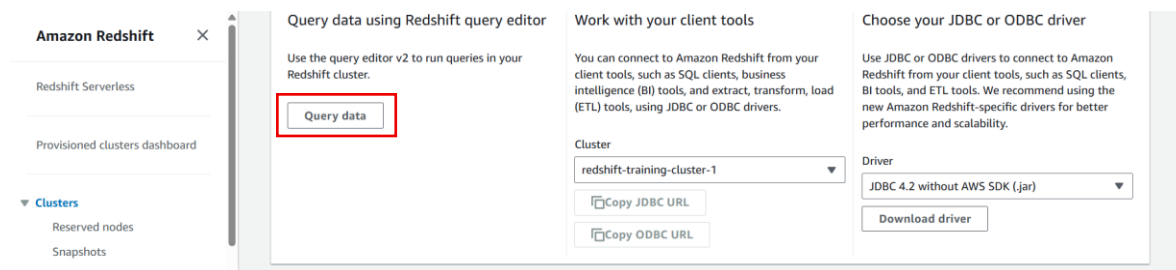 Amazon Redshift
Redshift Serverless
Provisioned clusters dashboard
Clusters
Reserved nodes
Snapshots
Query data using Redshift query editor
Use the query editor v2 to run queries in your
Redshift cluster.
Query data
Work with your client tools
You can connect to Amazon Redshift from your
client tools, such as SQL clients, business
intelligence (BI) tools, and extract, transform, load
(ETL) tools, using JDBC or ODBC drivers.
Cluster
redshift-training-cluster-1
Copy JDBC URL
Copy ODBC URL
Choose your JDBC or ODBC driver
Use JDBC or ODBC drivers to connect to Amazon
Redshift from your client tools, such as SQL clients,
BI tools, and ETL tools. We recommend using the
new Amazon Redshift-specific drivers for better
performance and scalability.
Driver
JDBC 4.2 without AWS SDK (.jar)
Download driver